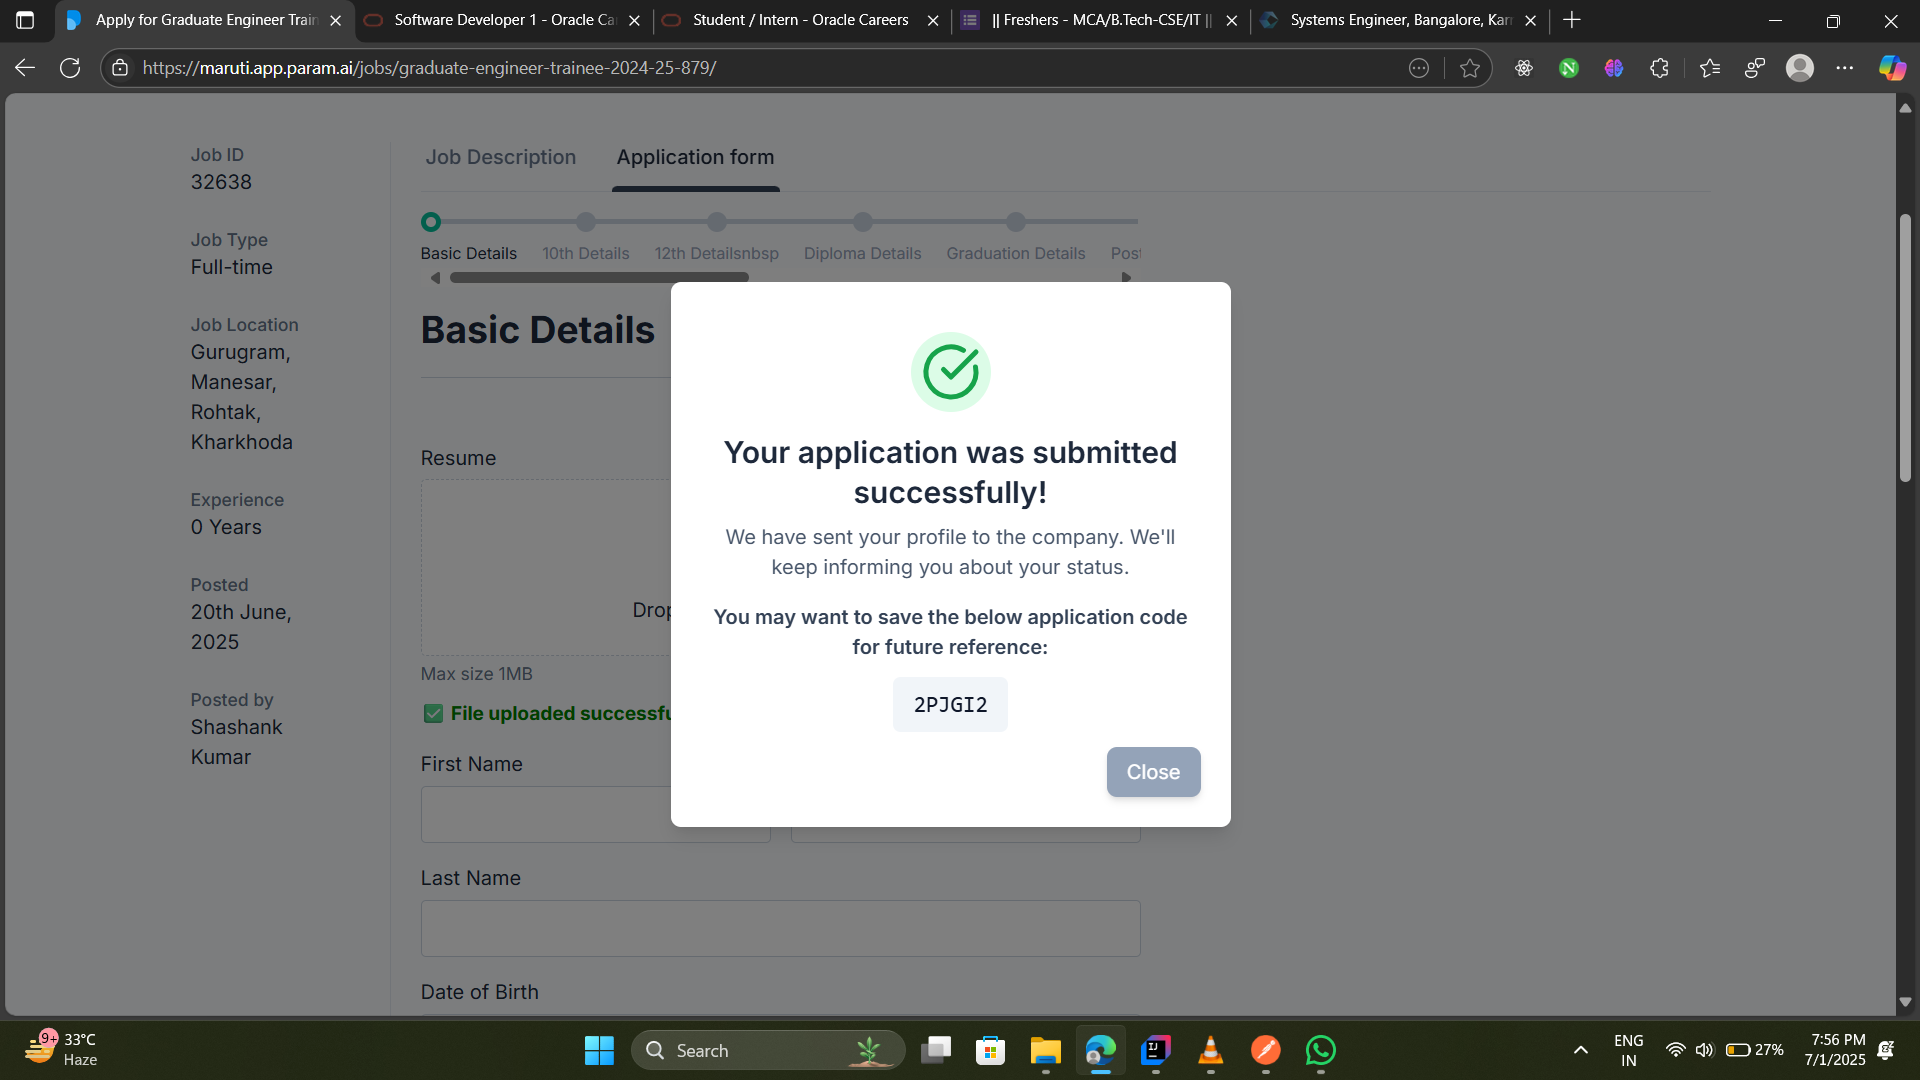 Apply for Graduate Engineer Train
Software Developer 1 - Oracle Ca
Student / Intern - Oracle Careers
|| Freshers - MCA/B.Tech-CSE/IT ||
Systems Engineer, Bangalore, Kar
https://maruti.app.param.ai/jobs/graduate-engineer-trainee-2024-25-879/
Job ID
32638
Job Type
Full-time
Job Location
Gurugram,
Manesar,
Rohtak,
Kharkhoda
Experience
0 Years
Posted
20th June,
2025
Posted by
Shashank
Kumar
Job Description
Application form
Basic Details
10th Details
12th Detailsnbsp
Diploma Details
Graduation Details
Post
Basic Details
Resume
Drop
Max size 1MB
File uploaded successfu
First Name
Last Name
Date of Birth
Your application was submitted
successfully!
We have sent your profile to the company. We'll
keep informing you about your status.
You may want to save the below application code
for future reference:
2PJGI2
Close
9+
33°C
Haze
Search
IJ
ENG
IN
27%
7:56 PM
7/1/2025